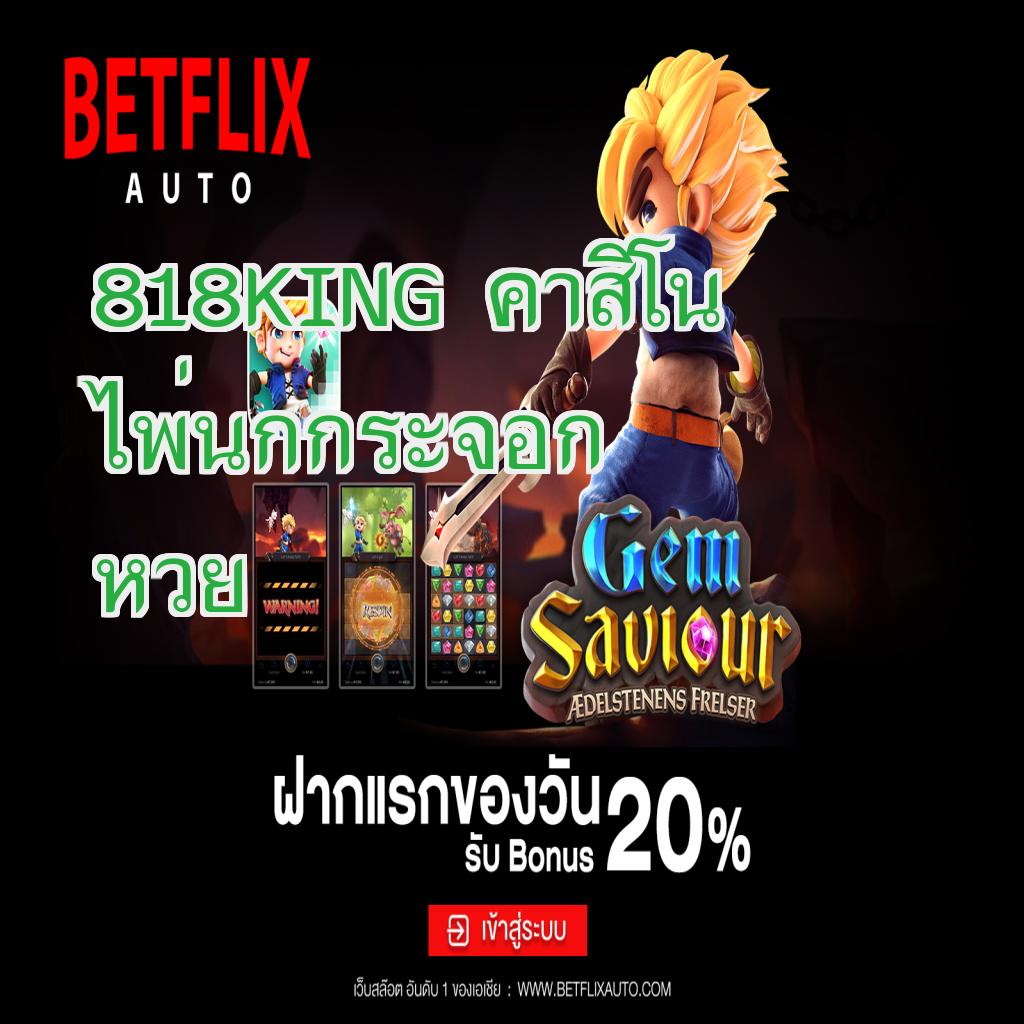 BETFLIX
AUTO
818KING คาสิโน
ไพ่นกกระจอก
หวย
WARNING!
Gem
Saviour
ÆDELSTENENS FRELSER
ฝากแรกของวัน
รับ Bonus 20%
เข้าสู่ระบบ
เว็บสล๊อต อันดับ 1 ของเอเชีย : WWW.BETFLIXAUTO.COM